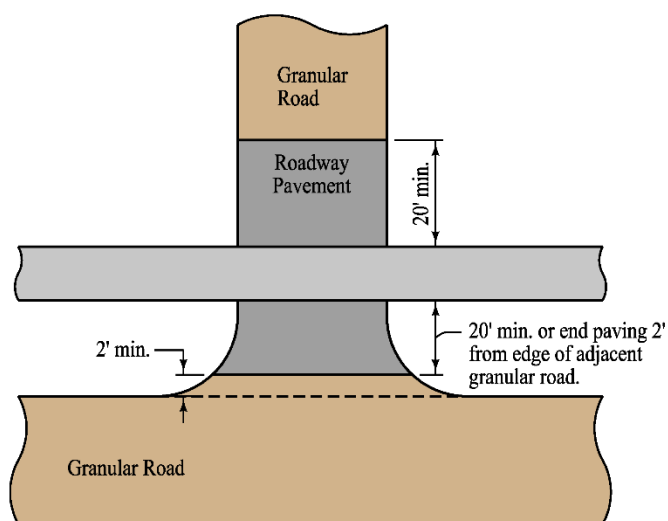 Granular
Road
Roadway
Pavement
20' min.
2' min.
20' min. or end paving 2'
from edge of adjacent
granular road.
Granular Road